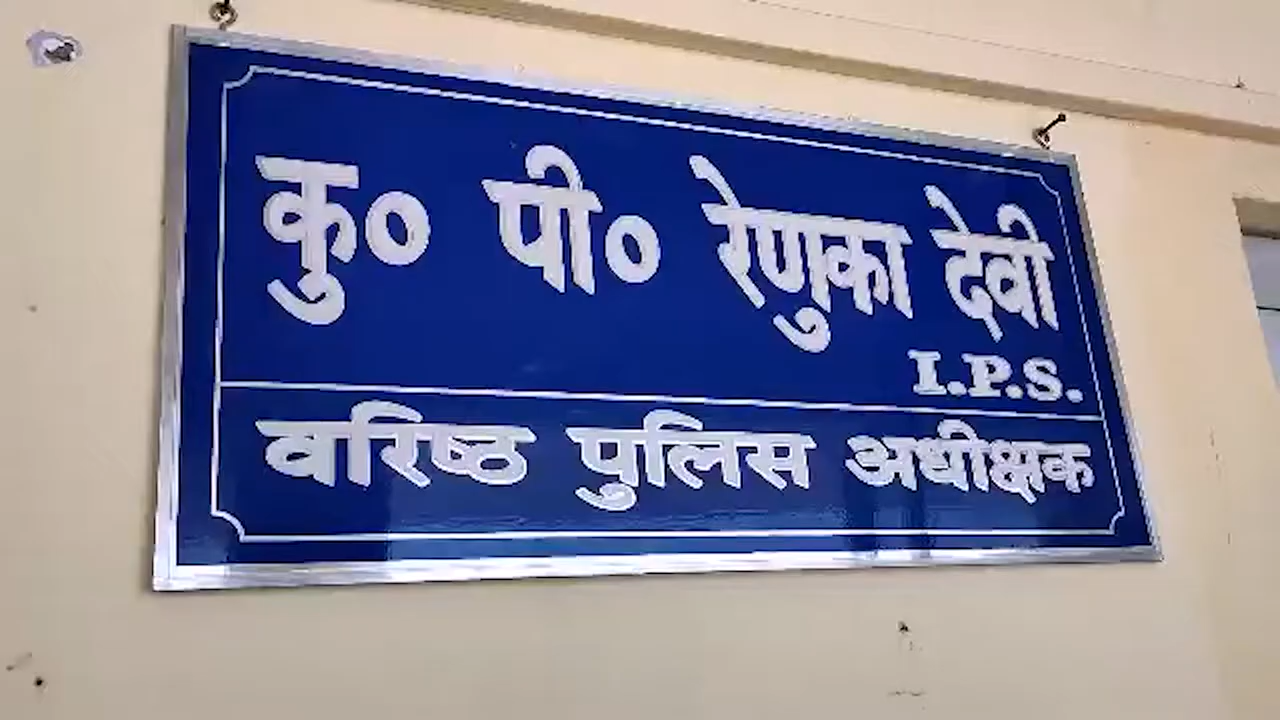 कु० पी० रेणुका देवी
I.P.S.
वरिष्ठ पुलिस अधीक्षक